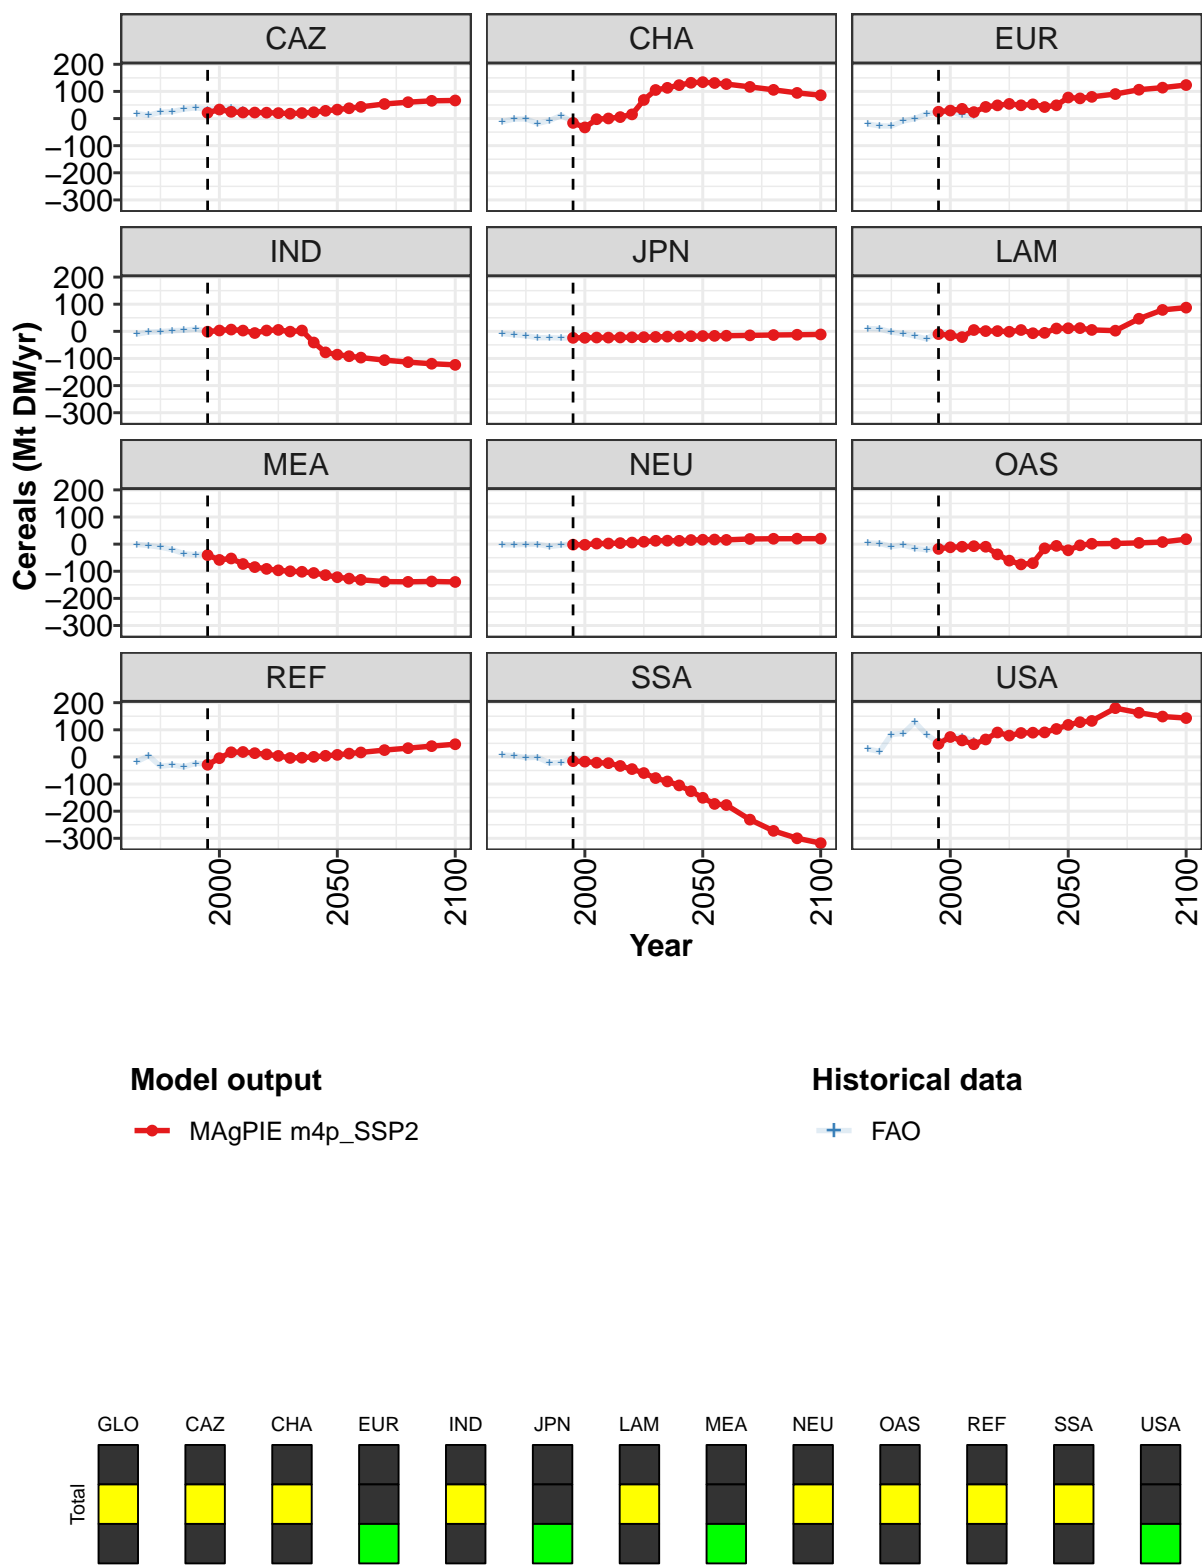 CAZ CHA EUR
200
100
0
−100
−200
−300
IND JPN LAM
200
100
0
−100
−200
−300
MEA NEU OAS
200
100
0
−100
−200
−300
REF SSA USA
200
100
0
−100
−200
−300
Cereals (Mt DM/yr)
2000 2050 2100 2000 2050 2100 2000 2050 2100
Year
Model output Historical data
MAgPIE m4p_SSP2 FAO
GLO CAZ CHA EUR IND JPN LAM MEA NEU OAS REF SSA USA
Total